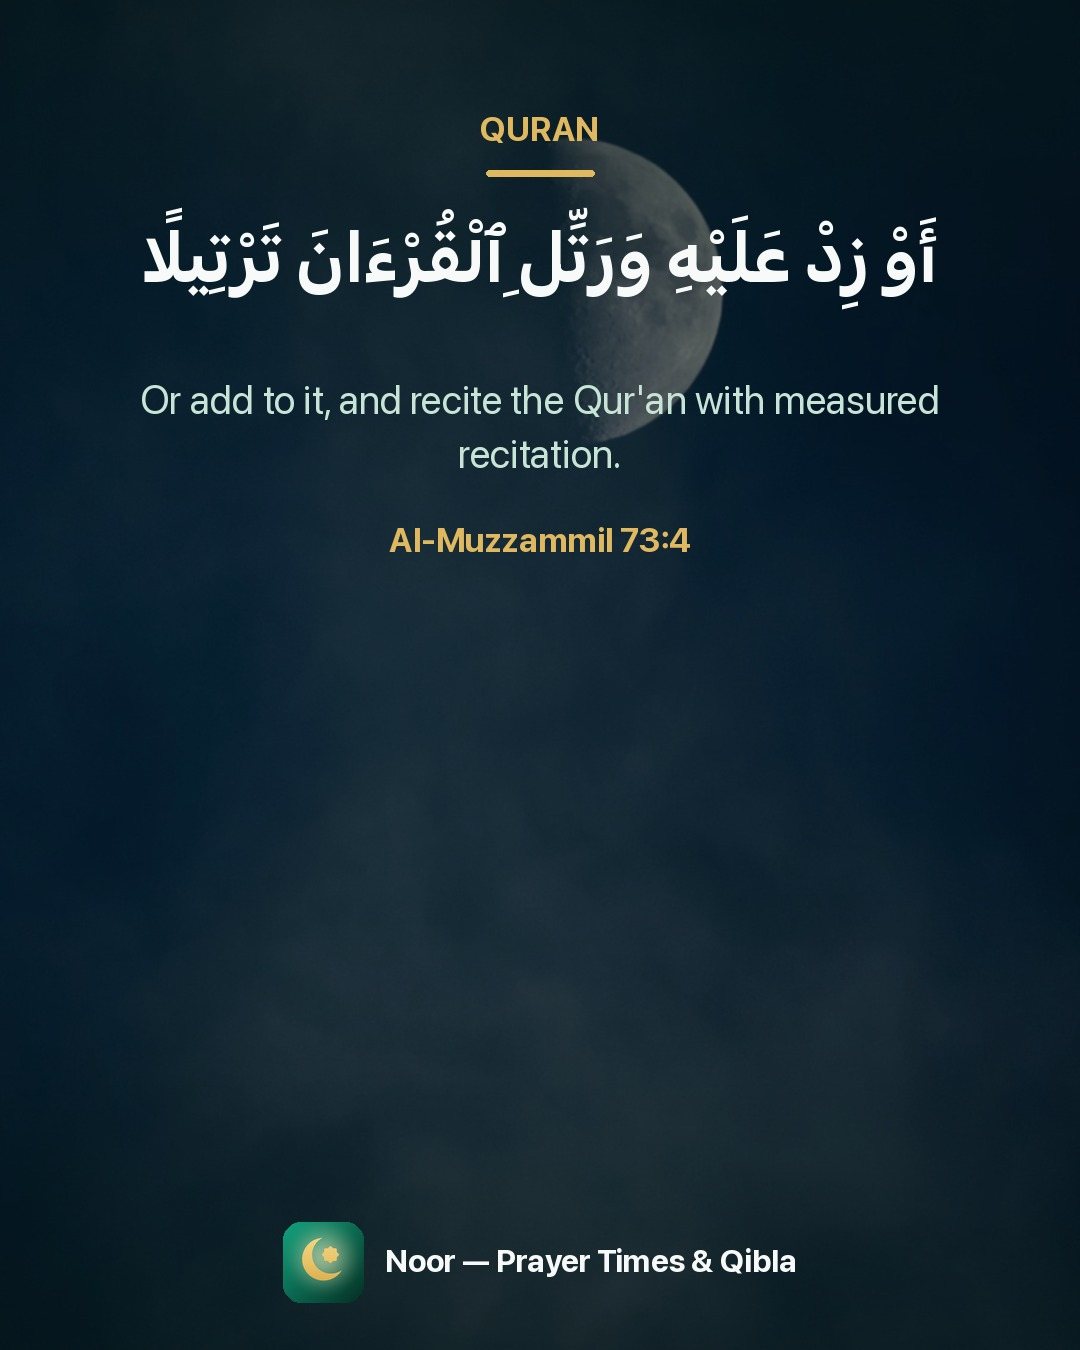 QURAN
أَوْ زِدْ عَلَيْهِ وَرَتِّلِ ٱلْقُرْءَانَ تَرْتِيلًا
Or add to it, and recite the Qur'an with measured
recitation.
Al-Muzzammil 73:4
Noor — Prayer Times & Qibla